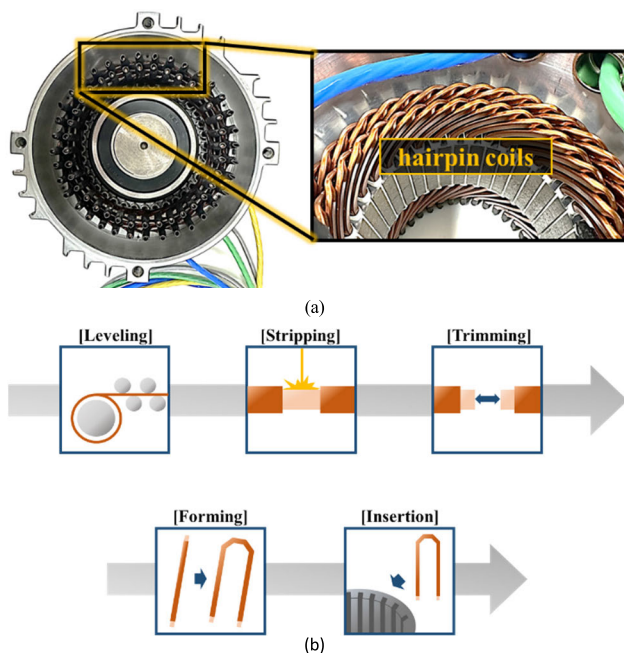 hairpin coils
(a)
[Leveling]
[Stripping]
[Trimming]
[Forming]
[Insertion]
(b)